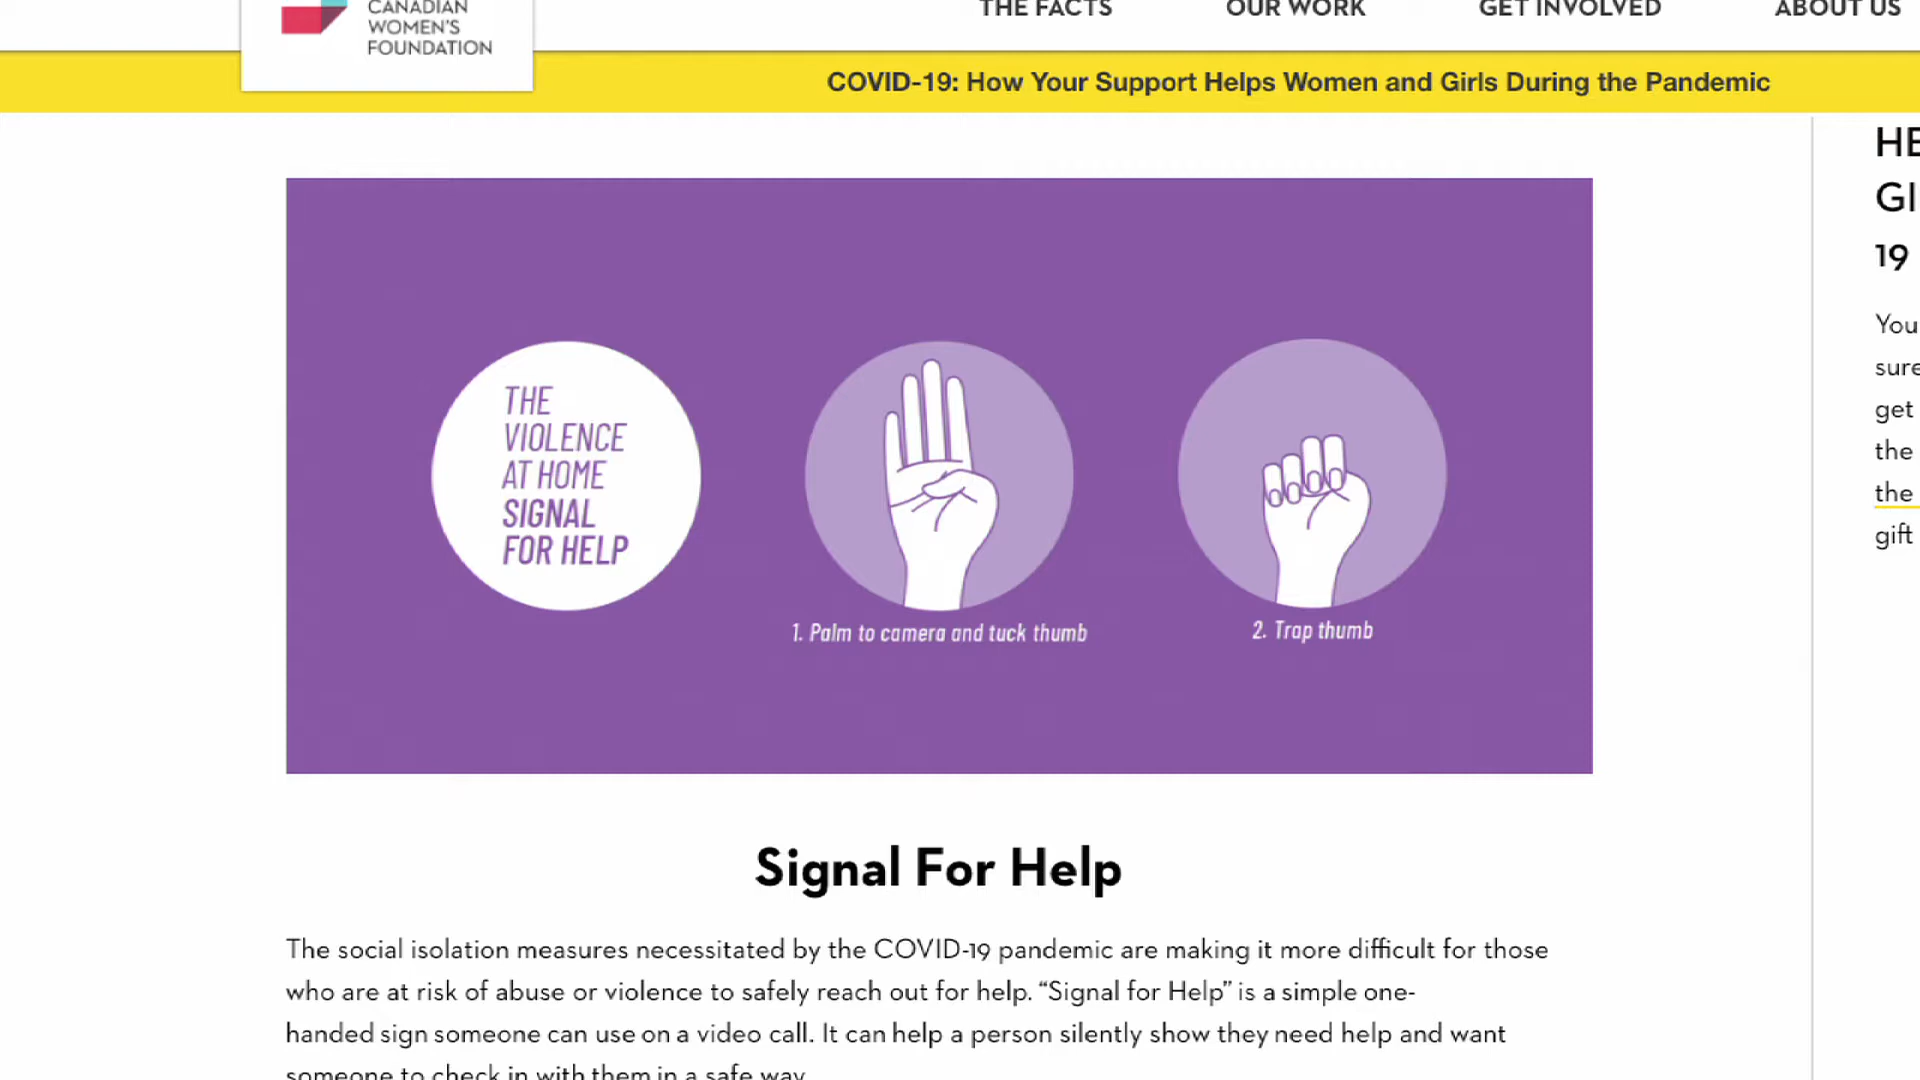 CANADIAN
WOMEN'S
FOUNDATION
THE FACTS
OUR WORK
GET INVOLVED
ABOUT US
COVID-19: How Your Support Helps Women and Girls During the Pandemic
THE
VIOLENCE
AT HOME
SIGNAL
FOR HELP
1. Palm to camera and tuck thumb
2. Trap thumb
Signal For Help
The social isolation measures necessitated by the COVID-19 pandemic are making it more difficult for those
who are at risk of abuse or violence to safely reach out for help. “Signal for Help” is a simple one-
handed sign someone can use on a video call. It can help a person silently show they need help and want
someone to check in with them in a safe way.
19
You
sure
get
the
the
gift